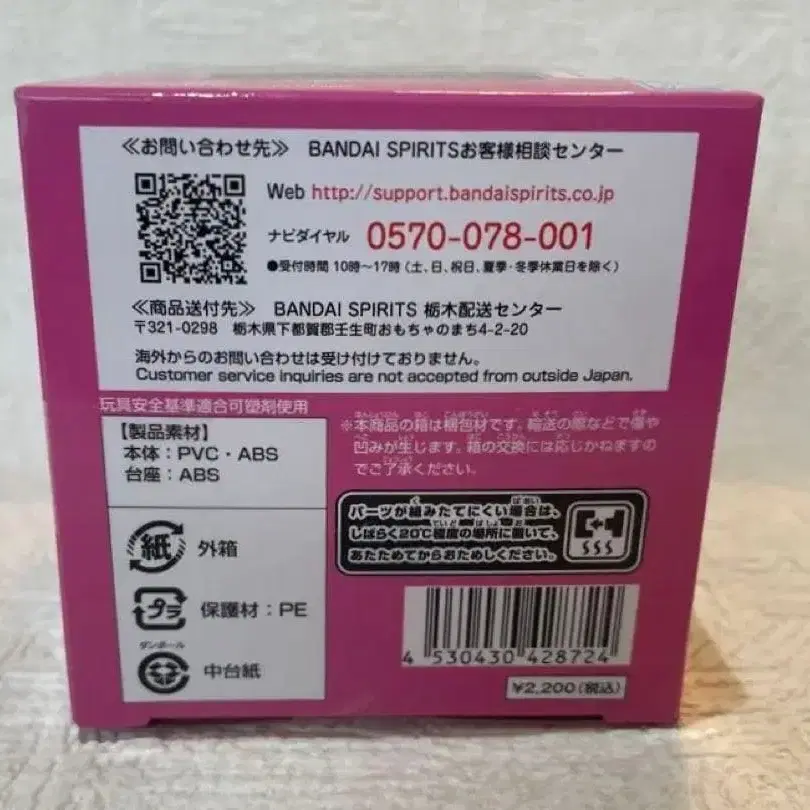 ≪お問い合わせ先≫ BANDAI SPIRITSお客様相談センター
Web http://support.bandaispirits.co.jp
ナビダイヤル 0570-078-001
●受付時間 10時～17時(土、日、祝日、夏季・冬季休業日を除く)
≪商品送付先≫ BANDAI SPIRITS 栃木配送センター
〒321-0298 栃木県下都賀郡壬生町おもちゃのまち4-2-20
海外からのお問い合わせは受け付けておりません。
Customer service inquiries are not accepted from outside Japan.
玩具安全基準適合可塑剤使用
【製品素材】
本体：PVC・ABS
台座：ABS
紙 外箱
プラ 保護材：PE
ダンボール
中台紙
※本商品の箱は梱包材です。輸送の際などで傷や
凹みが生じます。箱の交換には応じかねますの
でご了承ください。
パーツが組みたてにくい場合は、
しばらく20℃程度の場所に置いて、
あたためてからおためしください。
4 530430 428724
¥2,200(税込)